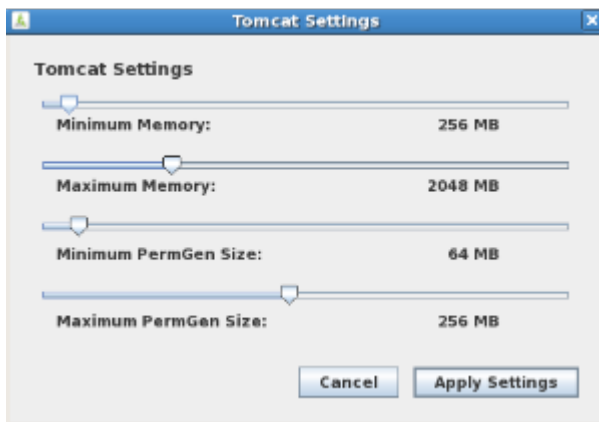 Tomcat Settings
Tomcat Settings
Minimum Memory: 256 MB
Maximum Memory: 2048 MB
Minimum PermGen Size: 64 MB
Maximum PermGen Size: 256 MB
Cancel Apply Settings